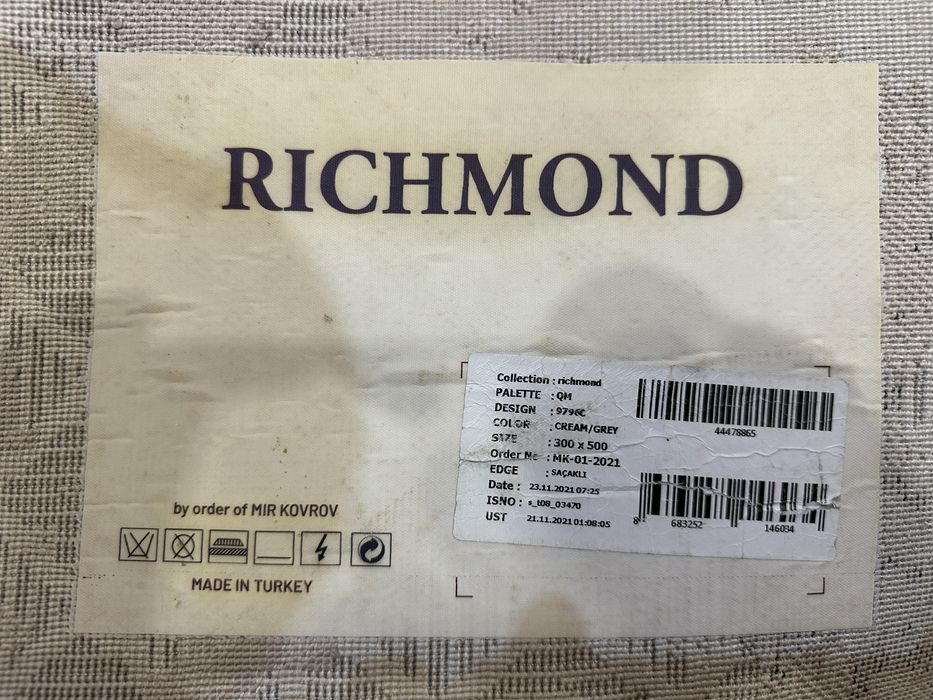 RICHMOND
Collection : richmond
PALETTE : QM
DESIGN : 9796C
COLOR : CREAM/GREY
SIZE : 300 x 500
Order No : MK-01-2021
EDGE : SAÇAKLI
Date : 23.11.2021 07:25
ISNO : s_t08_03470
UST 21.11.2021 01:08:05
44478865
8 683252 146034
by order of MIR KOVROV
MADE IN TURKEY